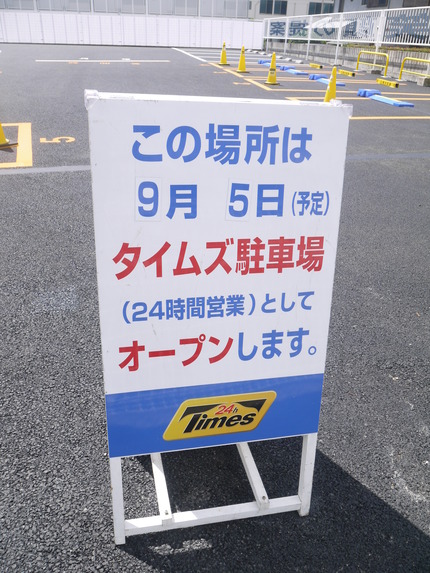 この場所は
9月 5日(予定)
タイムズ駐車場
(24時間営業)として
オープンします。
24h
Times